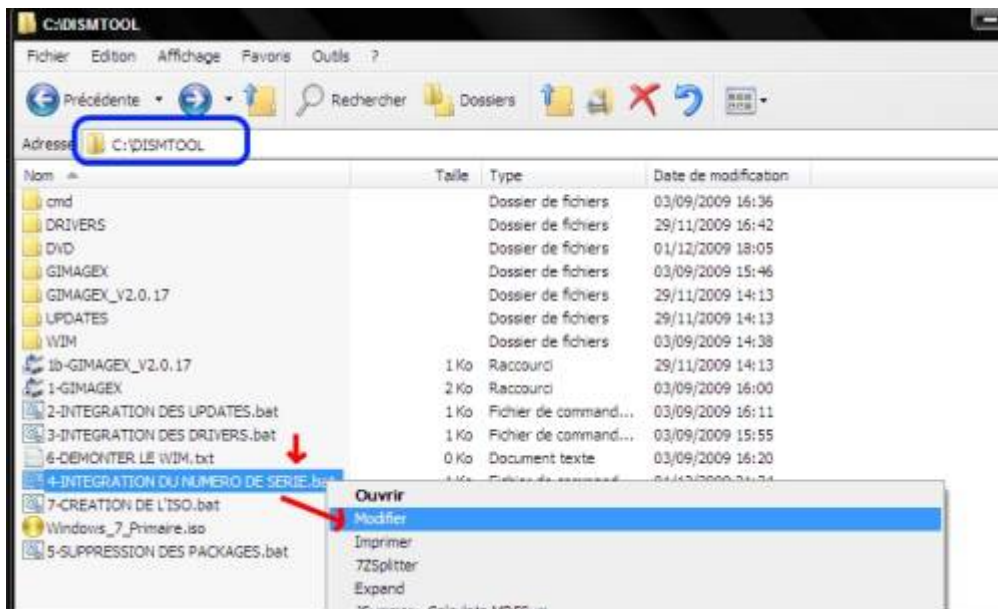 C:\DISMTOOL
Fichier Edition Affichage Favoris Outils ?
Précédente Rechercher Dossiers
Adresse C:\DISMTOOL
Nom Taille Type Date de modification
cmd Dossier de fichiers 03/09/2009 16:36
DRIVERS Dossier de fichiers 29/11/2009 16:42
DVD Dossier de fichiers 01/12/2009 18:05
GIMAGEX Dossier de fichiers 03/09/2009 15:46
GIMAGEX_V2.0.17 Dossier de fichiers 29/11/2009 14:13
UPDATES Dossier de fichiers 29/11/2009 14:13
WIM Dossier de fichiers 03/09/2009 14:38
1b-GIMAGEX_V2.0.17 1 Ko Raccourci 29/11/2009 14:13
1-GIMAGEX 2 Ko Raccourci 03/09/2009 16:00
2-INTEGRATION DES UPDATES.bat 1 Ko Fichier de command... 03/09/2009 16:11
3-INTEGRATION DES DRIVERS.bat 1 Ko Fichier de command... 03/09/2009 15:55
6-DEMONTER LE WIM.txt 0 Ko Document texte 03/09/2009 16:20
4-INTEGRATION DU NUMERO DE SERIE.bat
Ouvrir
7-CREATION DE L'ISO.bat
Modifier
Windows_7_Primaire.iso
Imprimer
5-SUPPRESSION DES PACKAGES.bat
7ZSplitter
Expand